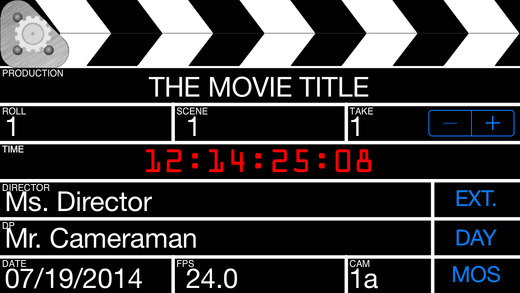 PRODUCTION
THE MOVIE TITLE
ROLL SCENE TAKE
1 1 1 − +
TIME
12:14:25:08
DIRECTOR
Ms. Director EXT.
DP
Mr. Cameraman DAY
DATE FPS CAM
07/19/2014 24.0 1a MOS